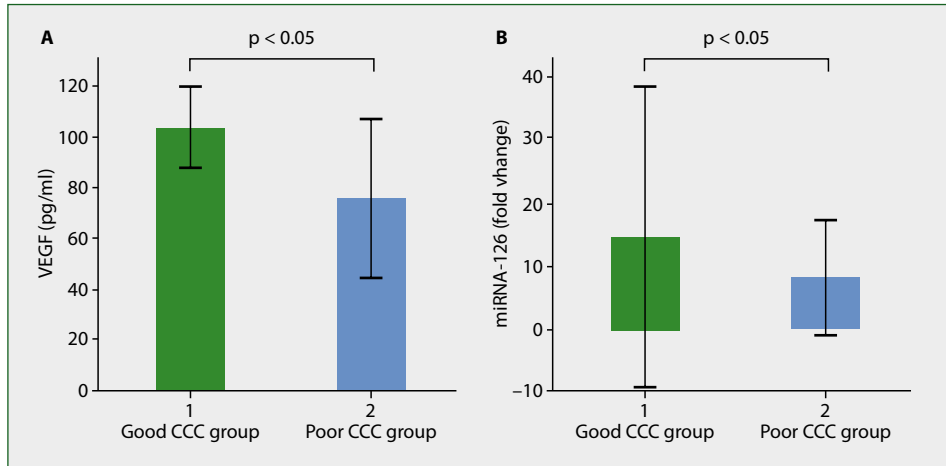 A
p < 0.05
VEGF (pg/ml)
120
100
80
60
40
20
0
1
Good CCC group
2
Poor CCC group
B
p < 0.05
miRNA-126 (fold vhange)
40
30
20
10
0
−10
1
Good CCC group
2
Poor CCC group